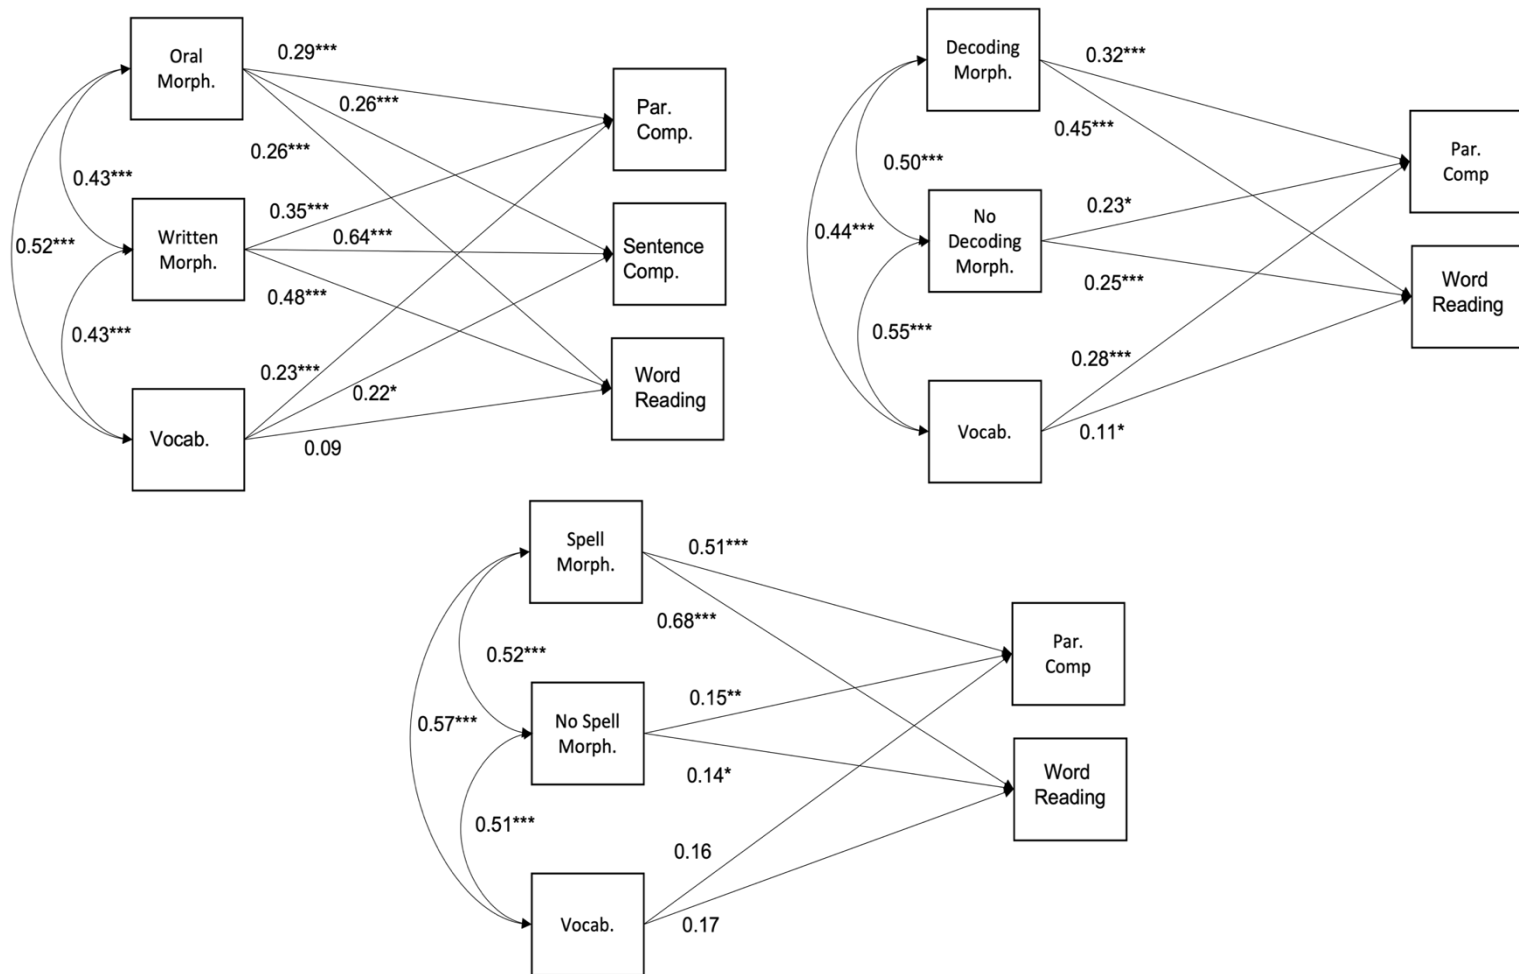 Oral
Morph.
0.29***
0.26***
0.26***
Par.
Comp.
0.43***
0.52***
Written
Morph.
0.35***
0.64***
0.48***
Sentence
Comp.
0.43***
Vocab.
0.23***
0.22*
0.09
Word
Reading
Decoding
Morph.
0.32***
0.45***
Par.
Comp
0.50***
0.44***
No
Decoding
Morph.
0.23*
0.25***
Word
Reading
0.55***
Vocab.
0.28***
0.11*
Spell
Morph.
0.51***
0.68***
Par.
Comp
0.52***
0.57***
No Spell
Morph.
0.15**
0.14*
Word
Reading
0.51***
Vocab.
0.16
0.17